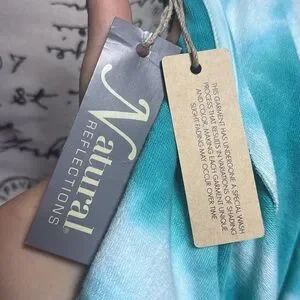 Natural®
REFLECTIONS
THIS GARMENT HAS UNDERGONE A SPECIAL WASH
PROCESS THAT RESULTS IN VARIATIONS OF SHADING
AND COLOR, MAKING EACH GARMENT UNIQUE
SLIGHT FADING MAY OCCUR OVER TIME